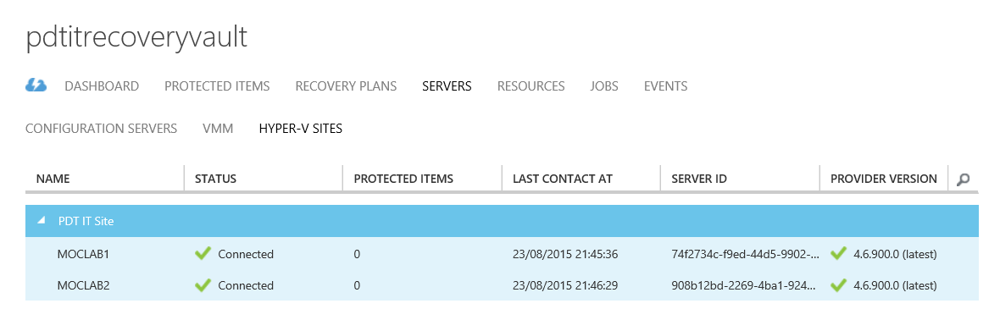 pdtitrecoveryvault
DASHBOARD PROTECTED ITEMS RECOVERY PLANS SERVERS RESOURCES JOBS EVENTS
CONFIGURATION SERVERS VMM HYPER-V SITES
NAME STATUS PROTECTED ITEMS LAST CONTACT AT SERVER ID PROVIDER VERSION
PDT IT Site
MOCLAB1 Connected 0 23/08/2015 21:45:36 74f2734c-f9ed-44d5-9902-... 4.6.900.0 (latest)
MOCLAB2 Connected 0 23/08/2015 21:46:29 908b12bd-2269-4ba1-924... 4.6.900.0 (latest)